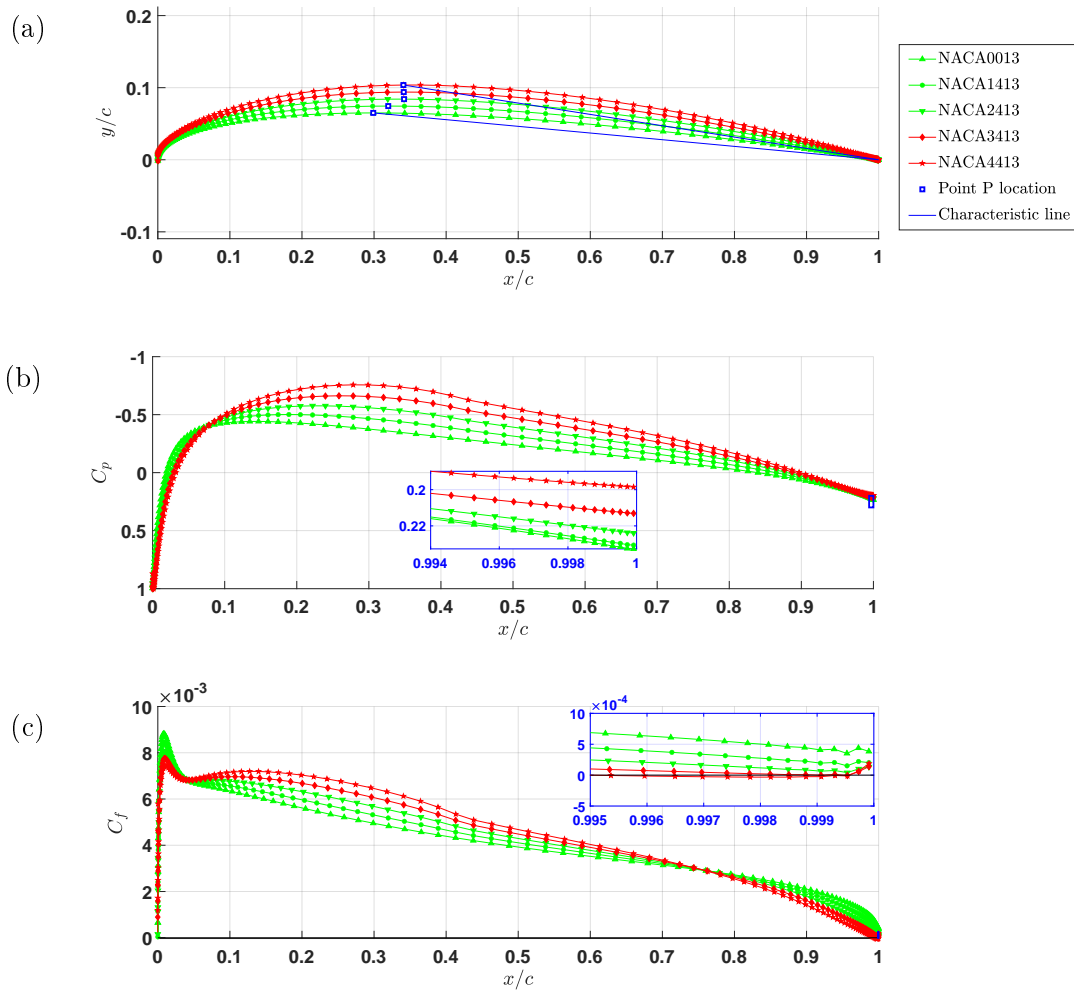 (a)
0.2
0.1
0
-0.1
y/c
0 0.1 0.2 0.3 0.4 0.5 0.6 0.7 0.8 0.9 1
x/c
NACA0013
NACA1413
NACA2413
NACA3413
NACA4413
Point P location
Characteristic line
(b)
-1
-0.5
0
0.5
1
C_p
0.2
0.22
0.994 0.996 0.998 1
0 0.1 0.2 0.3 0.4 0.5 0.6 0.7 0.8 0.9 1
x/c
(c)
×10^-3
10
8
6
4
2
0
C_f
×10^-4
10
5
0
-5
0.995 0.996 0.997 0.998 0.999 1
0 0.1 0.2 0.3 0.4 0.5 0.6 0.7 0.8 0.9 1
x/c